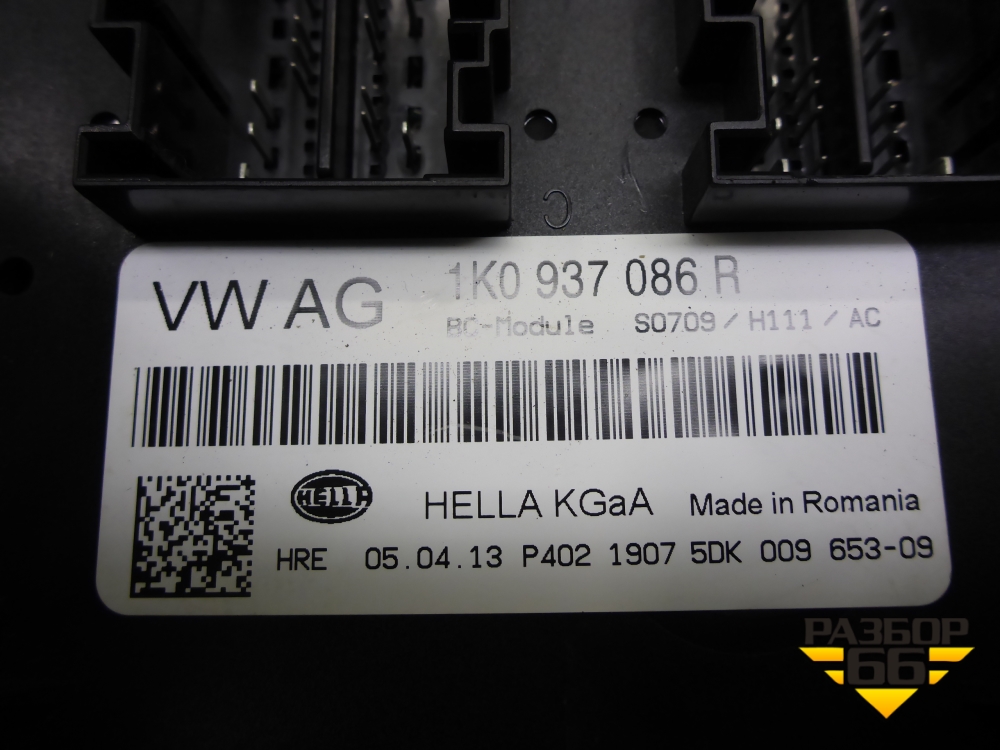 C
VW AG 1K0 937 086 R
BC-Module S0709 / H111 / AC
HELLA
HELLA KGaA Made in Romania
HRE 05.04.13 P402 1907 5DK 009 653-09
РАЗБОР
66